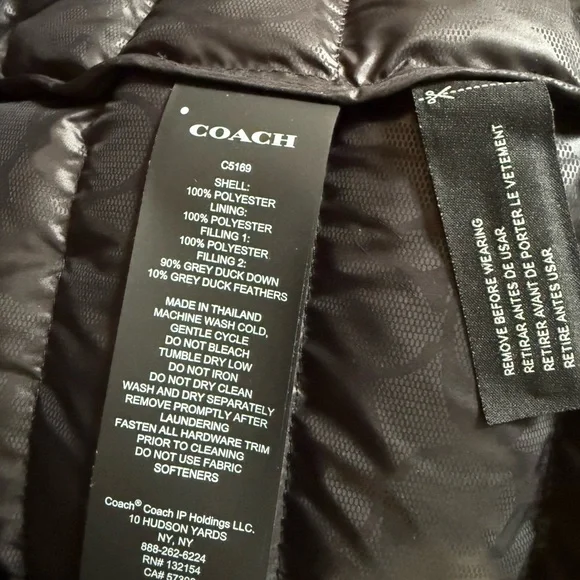 COACH
C5169
SHELL:
100% POLYESTER
LINING:
100% POLYESTER
FILLING 1:
100% POLYESTER
FILLING 2:
90% GREY DUCK DOWN
10% GREY DUCK FEATHERS
MADE IN THAILAND
MACHINE WASH COLD,
GENTLE CYCLE
DO NOT BLEACH
TUMBLE DRY LOW
DO NOT IRON
DO NOT DRY CLEAN
WASH AND DRY SEPARATELY
REMOVE PROMPTLY AFTER
LAUNDERING
FASTEN ALL HARDWARE TRIM
PRIOR TO CLEANING
DO NOT USE FABRIC
SOFTENERS
Coach® Coach IP Holdings LLC.
10 HUDSON YARDS
NY, NY
888-262-6224
RN# 132154
CA#
REMOVE BEFORE WEARING
RETIRAR ANTES DE USAR
RETIRER AVANT DE PORTER LE VETEMENT
RETIRE ANTES DE USAR